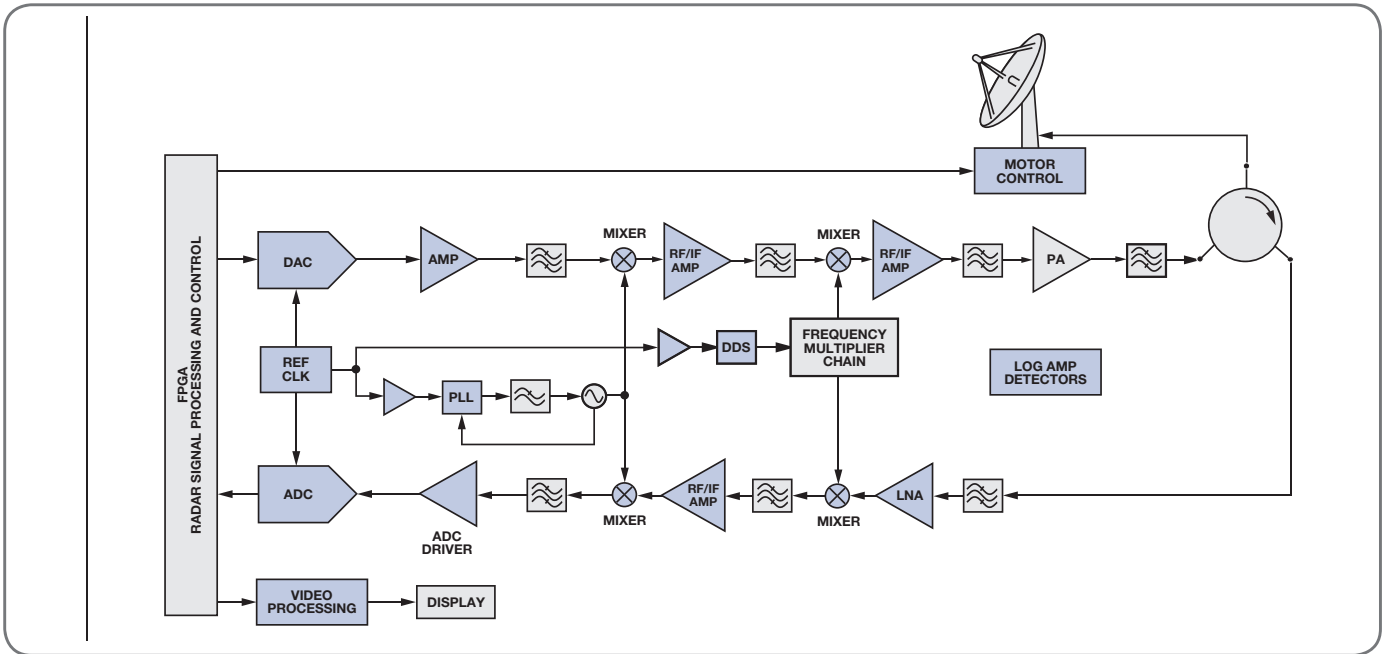 MOTOR
CONTROL
FPGA
RADAR SIGNAL PROCESSING AND CONTROL
DAC
AMP
MIXER
RF/IF
AMP
MIXER
RF/IF
AMP
PA
REF
CLK
DDS
FREQUENCY
MULTIPLIER
CHAIN
LOG AMP
DETECTORS
PLL
ADC
ADC
DRIVER
MIXER
RF/IF
AMP
MIXER
LNA
VIDEO
PROCESSING
DISPLAY